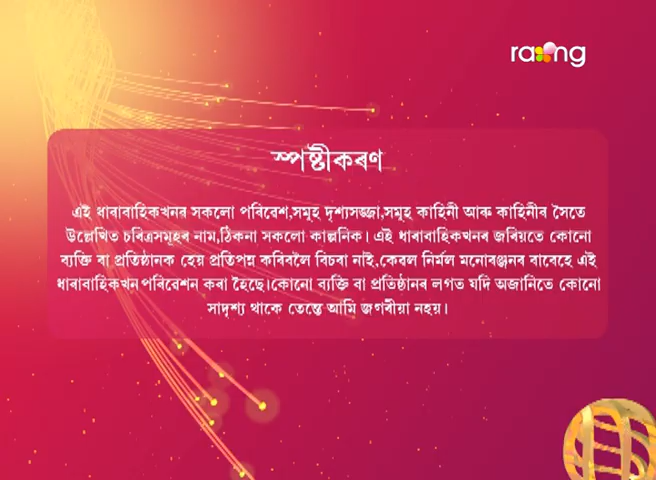 rang
স্পষ্টীকৰণ
এই ধাৰাবাহিকখনৰ সকলো পৰিৱেশ,সমূহ দৃশ্যসজ্জা,সমূহ কাহিনী আৰু কাহিনীৰ সৈতে
উল্লেখিত চৰিত্ৰসমূহৰ নাম,ঠিকনা সকলো কাল্পনিক। এই ধাৰাবাহিকখনৰ জৰিয়তে কোনো
ব্যক্তি বা প্ৰতিষ্ঠানক হেয় প্ৰতিপন্ন কৰিবলৈ বিচৰা নাই,কেৱল নিৰ্মল মনোৰঞ্জনৰ বাবেহে এই
ধাৰাবাহিকখন পৰিৱেশন কৰা হৈছে।কোনো ব্যক্তি বা প্ৰতিষ্ঠানৰ লগত যদি অজানিতে কোনো
সাদৃশ্য থাকে তেন্তে আমি জগৰীয়া নহয়।